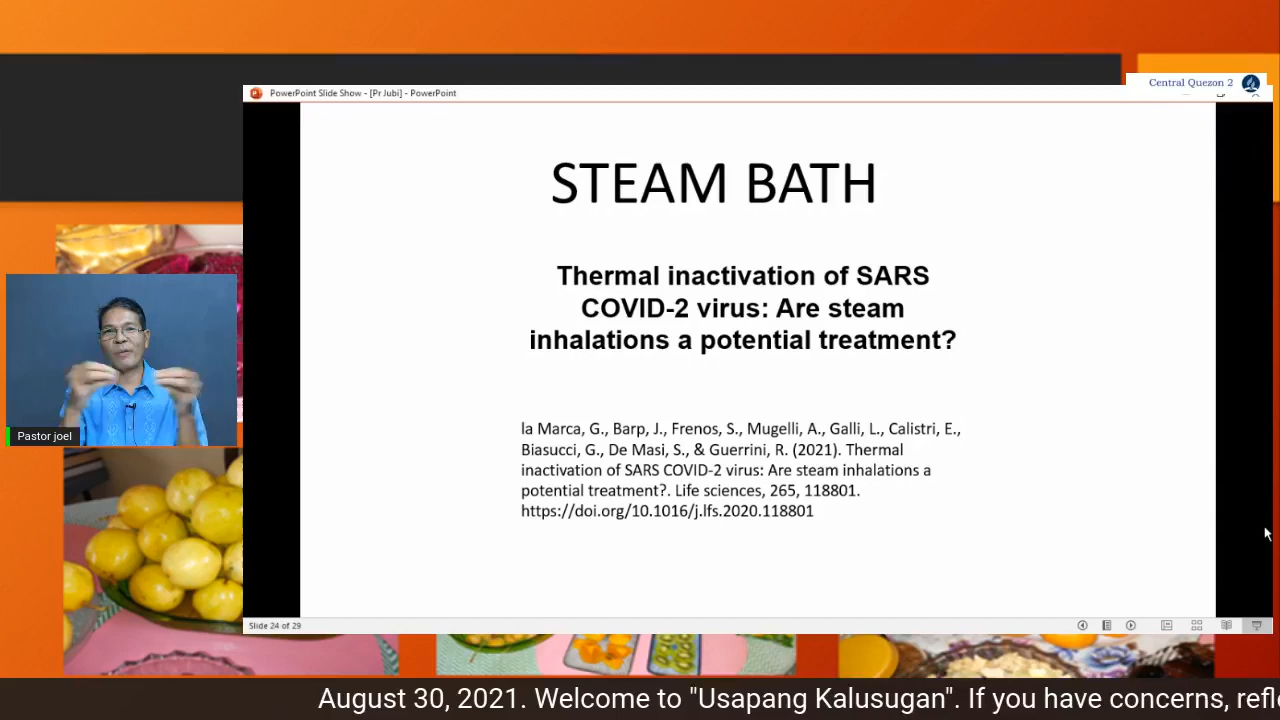 Central Quezon 2
PowerPoint Slide Show - [Pr Jubi] - PowerPoint
STEAM BATH
Thermal inactivation of SARS
COVID-2 virus: Are steam
inhalations a potential treatment?
la Marca, G., Barp, J., Frenos, S., Mugelli, A., Galli, L., Calistri, E.,
Biasucci, G., De Masi, S., & Guerrini, R. (2021). Thermal
inactivation of SARS COVID-2 virus: Are steam inhalations a
potential treatment?. Life sciences, 265, 118801.
https://doi.org/10.1016/j.lfs.2020.118801
Pastor joel
Slide 24 of 29
August 30, 2021. Welcome to "Usapang Kalusugan". If you have concerns, refle